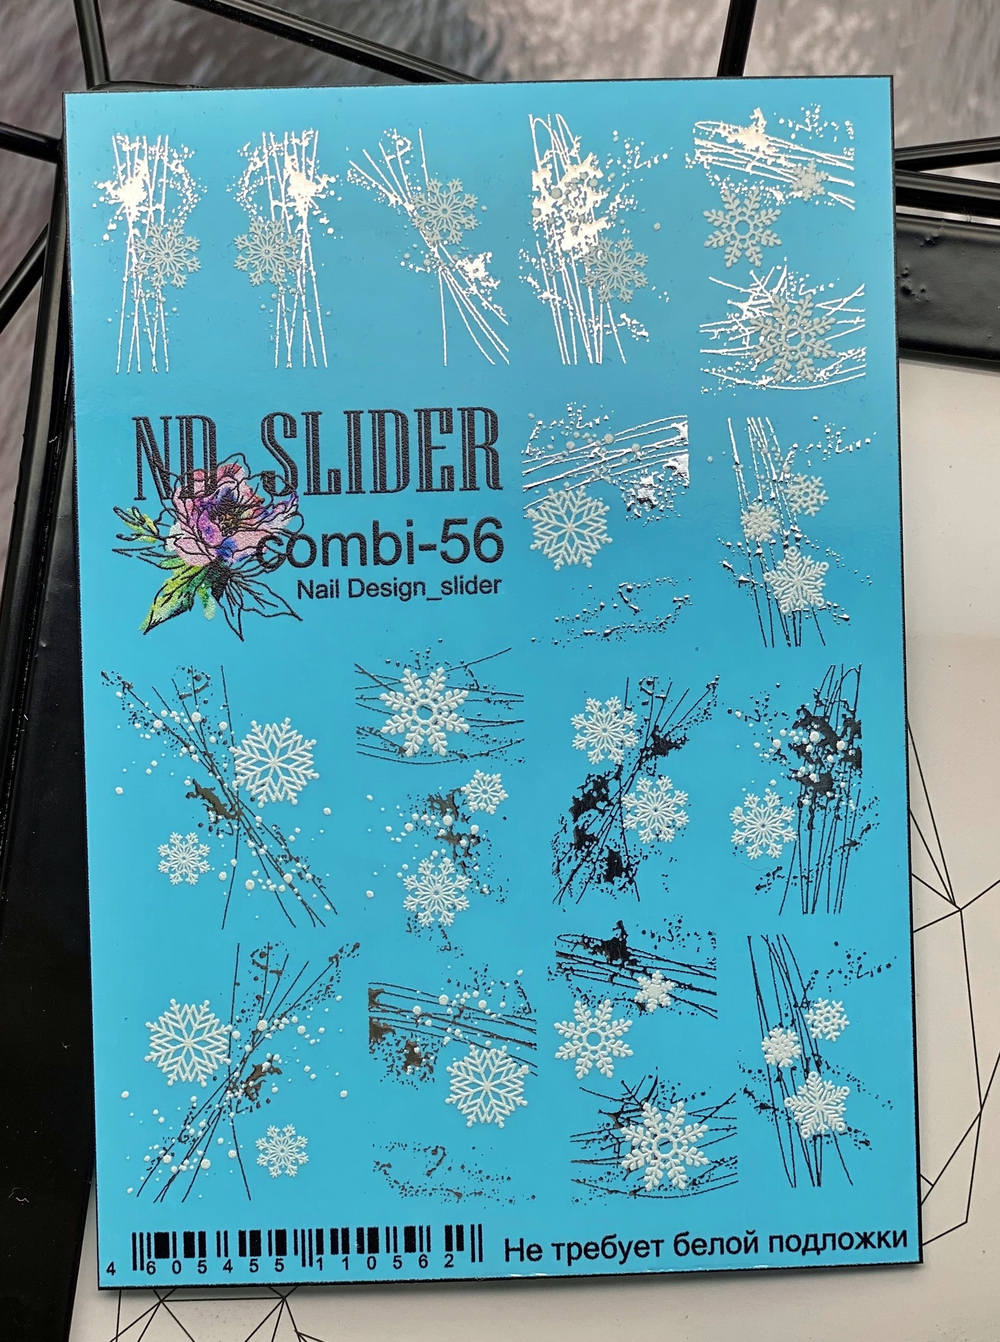 ND SLIDER
combi-56
Nail Design_slider
4 605455 110562
Не требует белой подложки